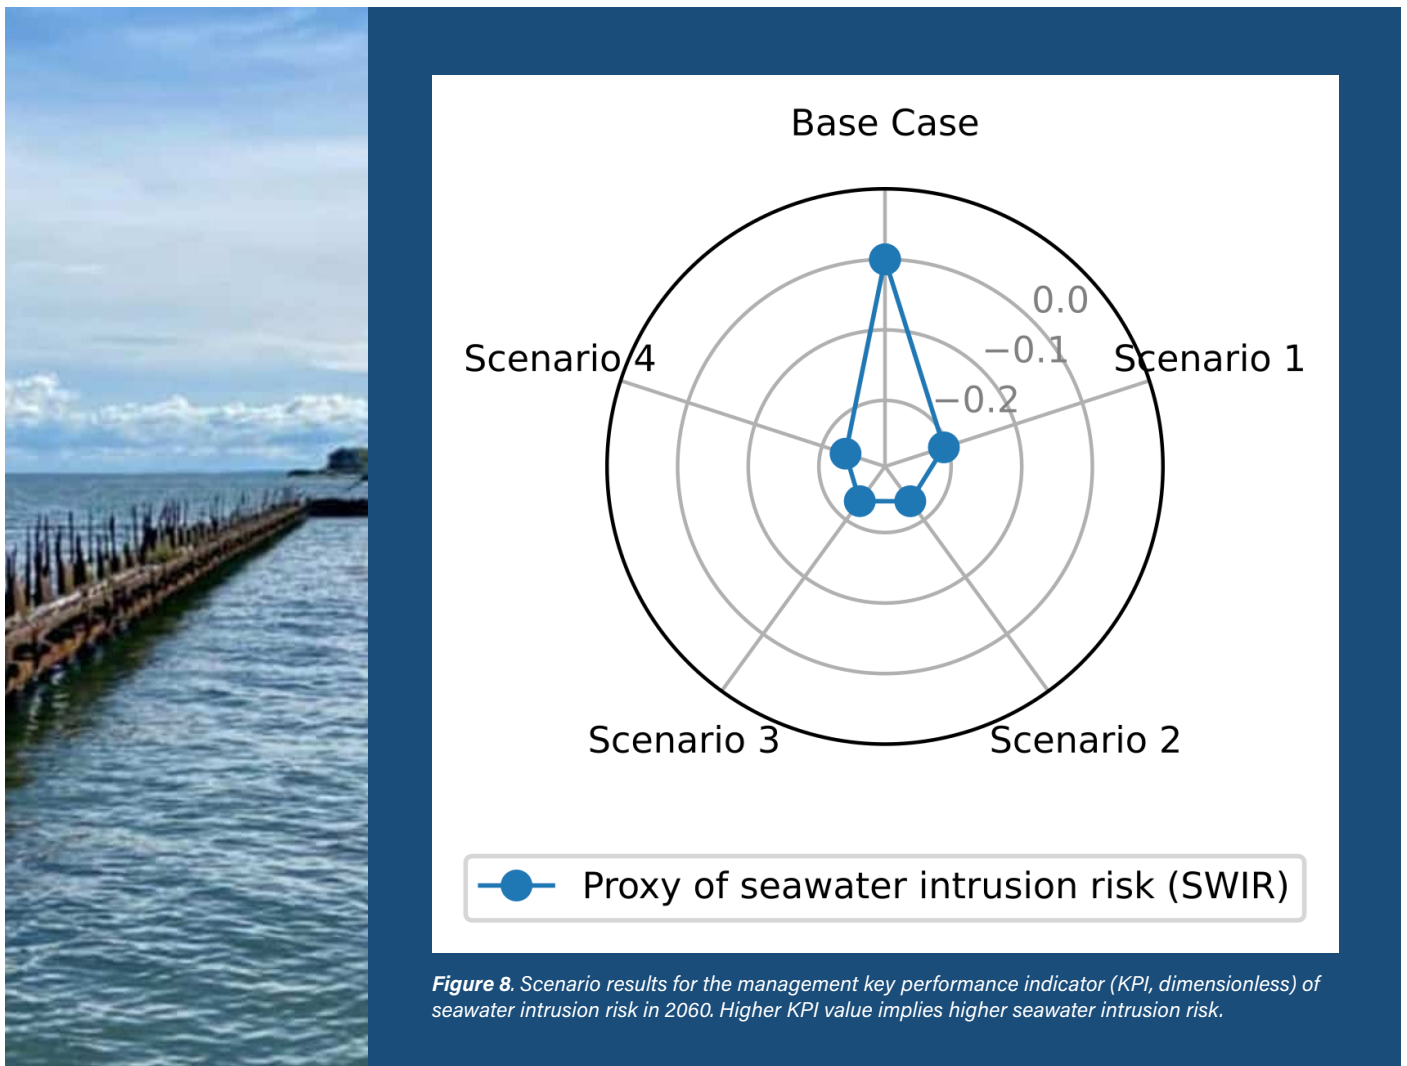 Base Case
0.0
−0.1
Scenario 4
Scenario 1
−0.2
Scenario 3
Scenario 2
Proxy of seawater intrusion risk (SWIR)
Figure 8. Scenario results for the management key performance indicator (KPI, dimensionless) of
seawater intrusion risk in 2060. Higher KPI value implies higher seawater intrusion risk.